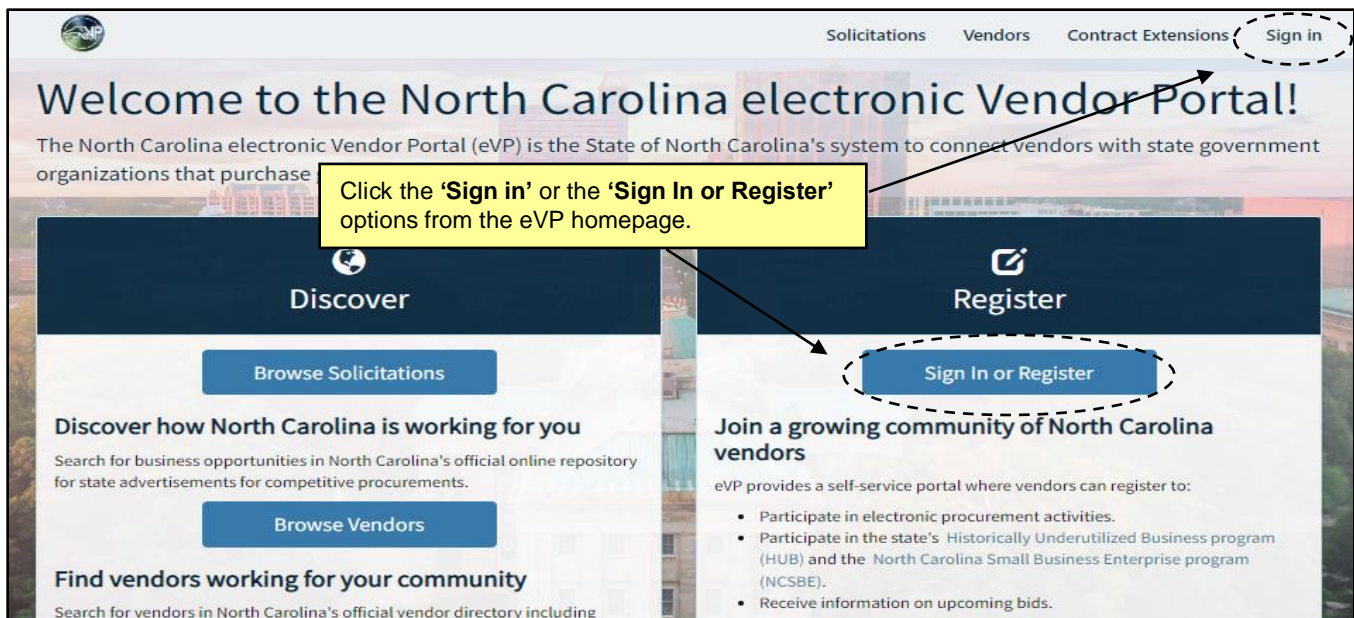 eVP
Solicitations Vendors Contract Extensions Sign in
Welcome to the North Carolina electronic Vendor Portal!
The North Carolina electronic Vendor Portal (eVP) is the State of North Carolina's system to connect vendors with state government
organizations that purchase
Click the ‘Sign in’ or the ‘Sign In or Register’
options from the eVP homepage.
Discover
Browse Solicitations
Discover how North Carolina is working for you
Search for business opportunities in North Carolina's official online repository
for state advertisements for competitive procurements.
Browse Vendors
Find vendors working for your community
Search for vendors in North Carolina's official vendor directory including
Register
Sign In or Register
Join a growing community of North Carolina
vendors
eVP provides a self-service portal where vendors can register to:
• Participate in electronic procurement activities.
• Participate in the state's Historically Underutilized Business program
(HUB) and the North Carolina Small Business Enterprise program
(NCSBE).
• Receive information on upcoming bids.